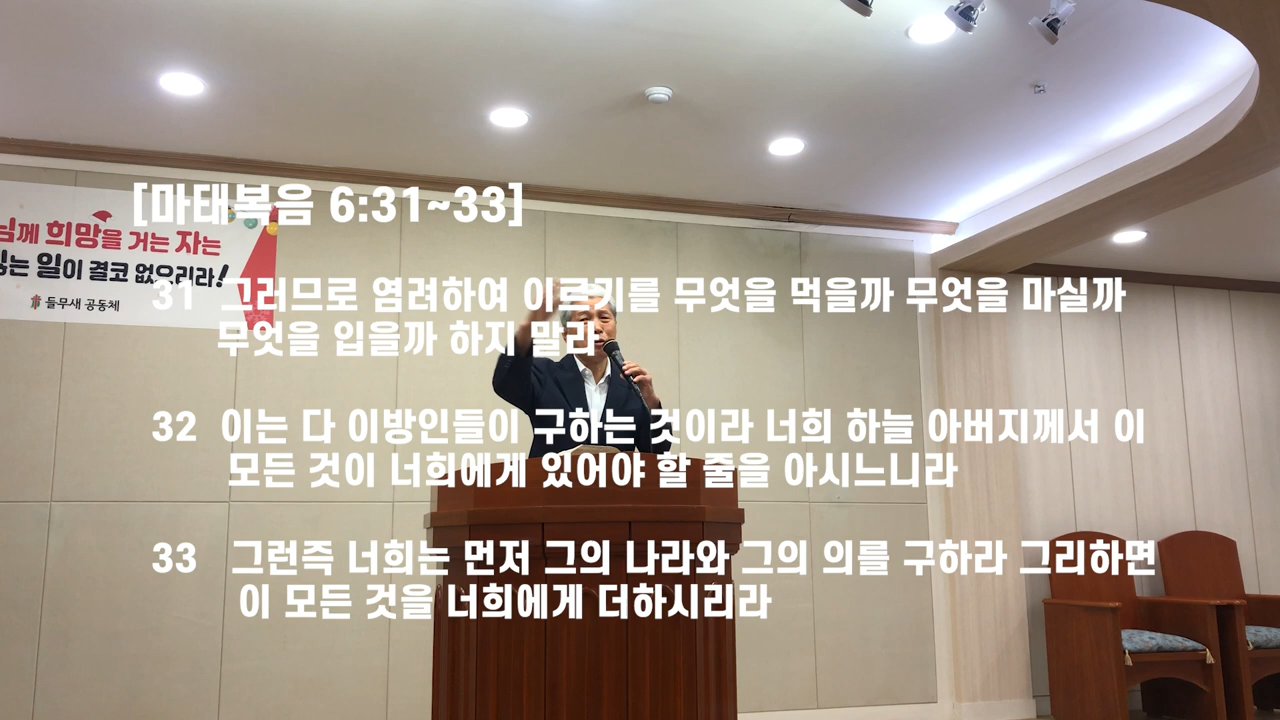 [마태복음 6:31~33]
님께 희망을 거는 자는
는 일이 결코 없으리라!
들무새 공동체
31 그러므로 염려하여 이르기를 무엇을 먹을까 무엇을 마실까
무엇을 입을까 하지 말라
32 이는 다 이방인들이 구하는 것이라 너희 하늘 아버지께서 이
모든 것이 너희에게 있어야 할 줄을 아시느니라
33 그런즉 너희는 먼저 그의 나라와 그의 의를 구하라 그리하면
이 모든 것을 너희에게 더하시리라